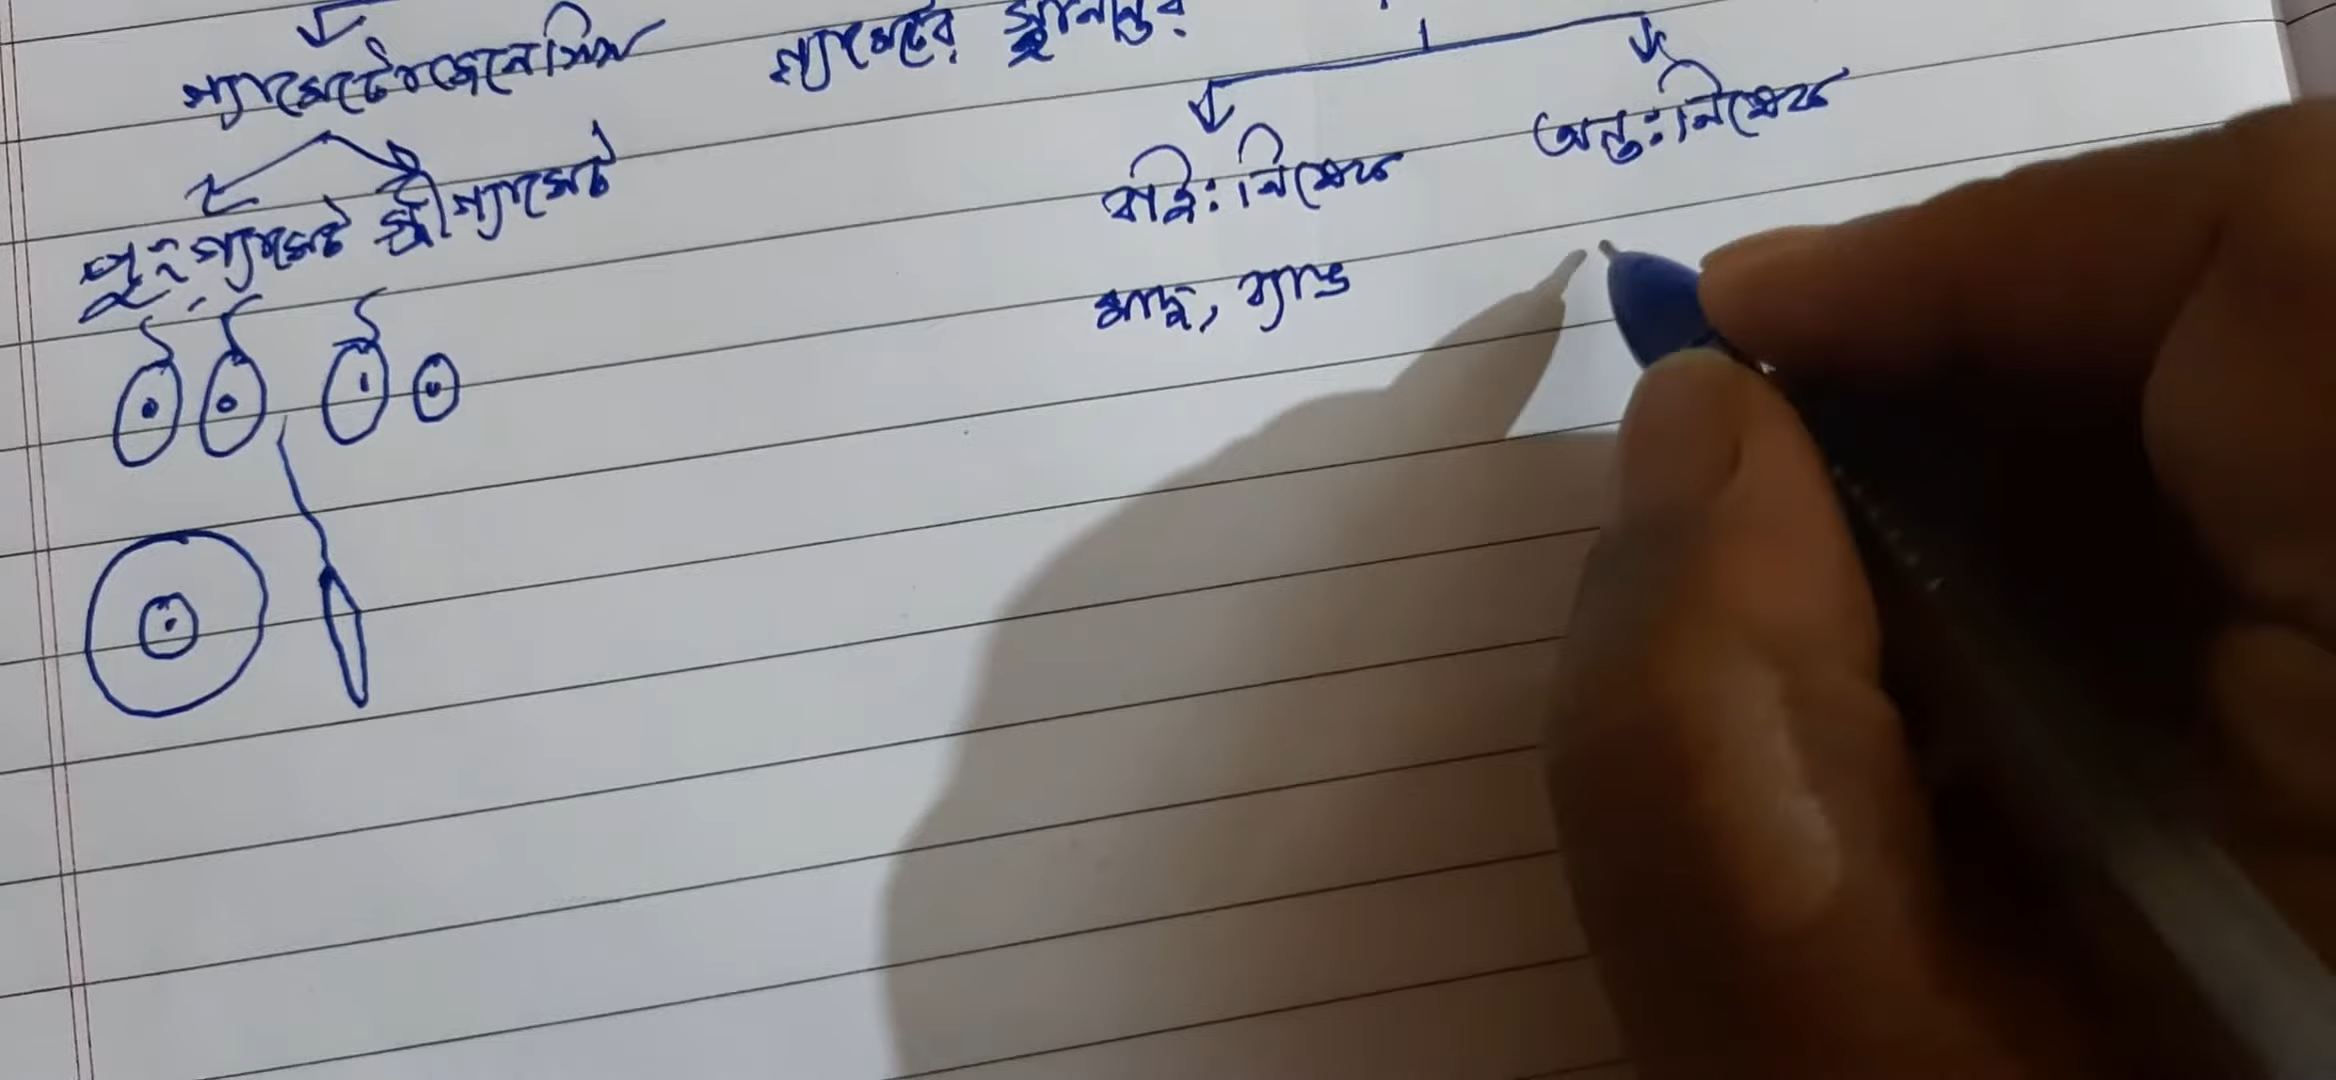 গ্যামেটোজেনেসিস গ্যামেটের স্থানান্তর
বহিঃনিষেক অন্তঃনিষেক
পুংগ্যামেট স্ত্রীগ্যামেট
মাছ, ব্যাঙ